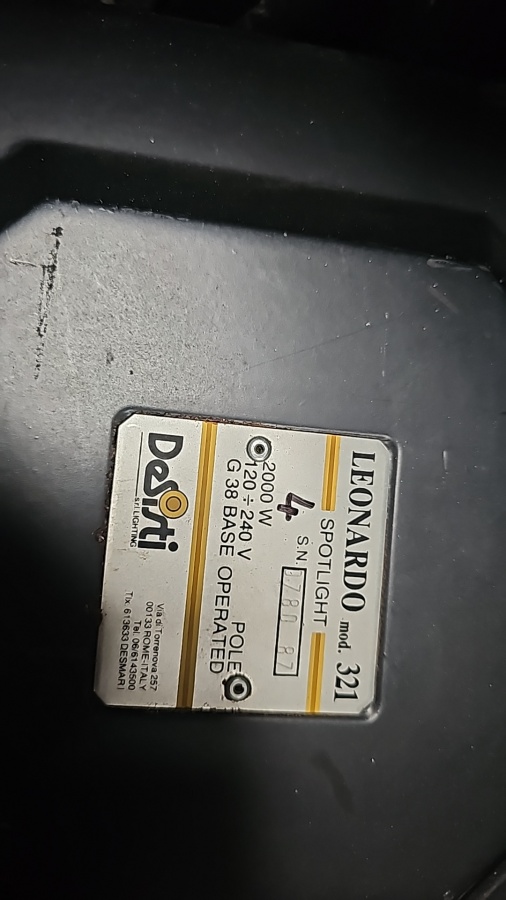 LEONARDO mod. 321
SPOTLIGHT
4 S.N. 1780 87
2000 W
120 ÷ 240 V POLE
G 38 BASE OPERATED
DeSisti
s.r.l. LIGHTING
Via di Torrenova, 257
00133 ROME-ITALY
Tel. 06/6143500
Tlx. 613633 DESMAR I